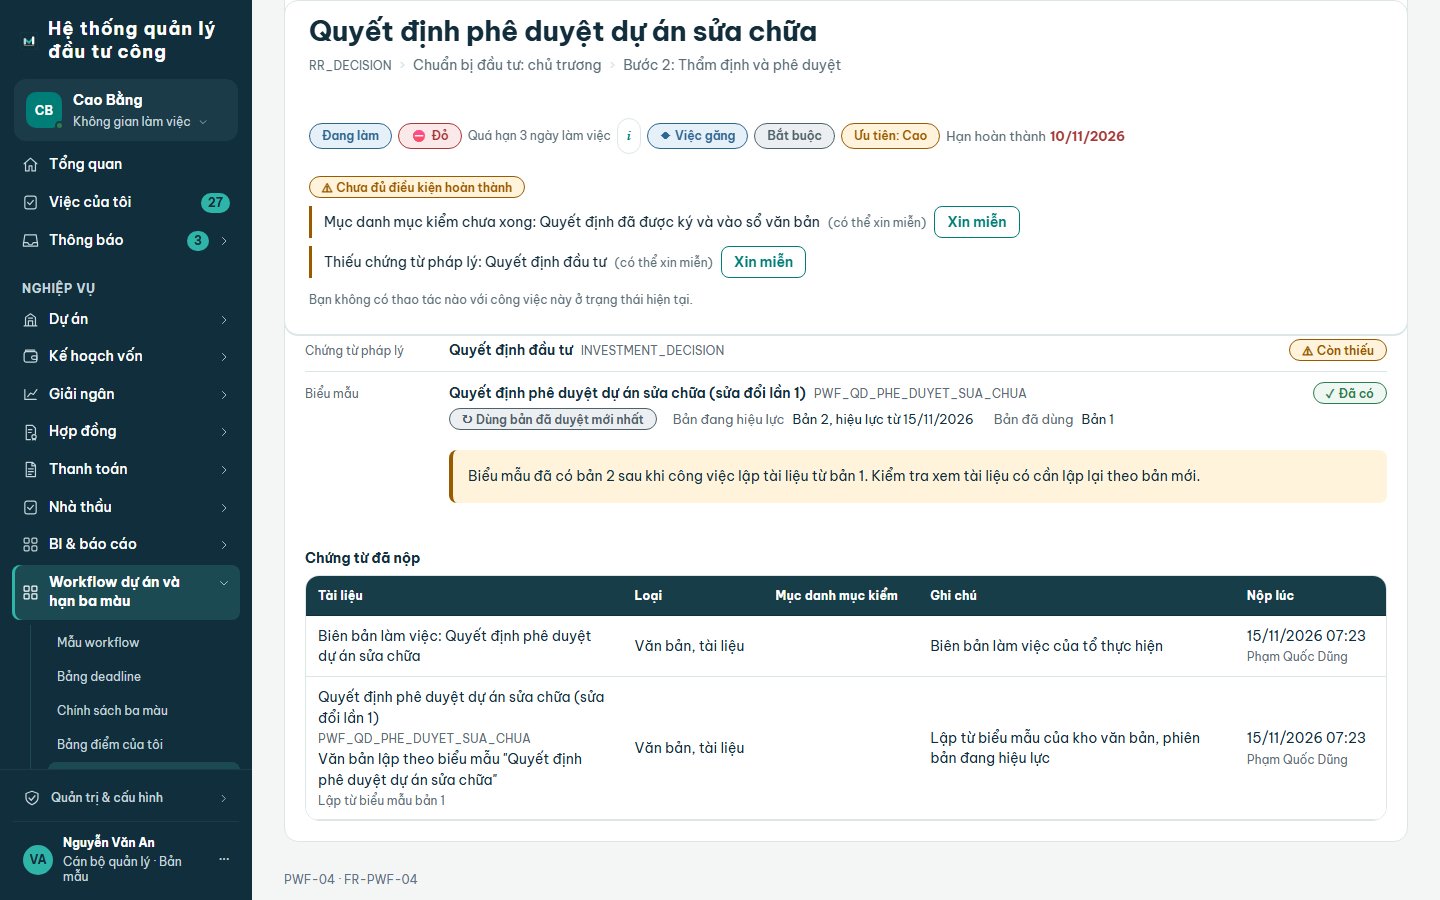 Hệ thống quản lý
đầu tư công
CB
Cao Bằng
Không gian làm việc
Tổng quan
Việc của tôi
27
Thông báo
3
NGHIỆP VỤ
Dự án
Kế hoạch vốn
Giải ngân
Hợp đồng
Thanh toán
Nhà thầu
BI & báo cáo
Workflow dự án và
hạn ba màu
Mẫu workflow
Bảng deadline
Chính sách ba màu
Bảng điểm của tôi
Quản trị & cấu hình
VA
Nguyễn Văn An
Cán bộ quản lý · Bản
mẫu
...
Quyết định phê duyệt dự án sửa chữa
RR_DECISION › Chuẩn bị đầu tư: chủ trương › Bước 2: Thẩm định và phê duyệt
Đang làm
Đỏ
Quá hạn 3 ngày làm việc
i
Việc găng
Bắt buộc
Ưu tiên: Cao
Hạn hoàn thành 10/11/2026
⚠ Chưa đủ điều kiện hoàn thành
Mục danh mục kiểm chưa xong: Quyết định đã được ký và vào sổ văn bản (có thể xin miễn) Xin miễn
Thiếu chứng từ pháp lý: Quyết định đầu tư (có thể xin miễn) Xin miễn
Bạn không có thao tác nào với công việc này ở trạng thái hiện tại.
Chứng từ pháp lý
Quyết định đầu tư INVESTMENT_DECISION
⚠ Còn thiếu
Biểu mẫu
Quyết định phê duyệt dự án sửa chữa (sửa đổi lần 1) PWF_QD_PHE_DUYET_SUA_CHUA
✓ Đã có
↻ Dùng bản đã duyệt mới nhất
Bản đang hiệu lực Bản 2, hiệu lực từ 15/11/2026
Bản đã dùng Bản 1
Biểu mẫu đã có bản 2 sau khi công việc lập tài liệu từ bản 1. Kiểm tra xem tài liệu có cần lập lại theo bản mới.
Chứng từ đã nộp
Tài liệu
Loại
Mục danh mục kiểm
Ghi chú
Nộp lúc
Biên bản làm việc: Quyết định phê duyệt
dự án sửa chữa
Văn bản, tài liệu
Biên bản làm việc của tổ thực hiện
15/11/2026 07:23
Phạm Quốc Dũng
Quyết định phê duyệt dự án sửa chữa (sửa
đổi lần 1)
PWF_QD_PHE_DUYET_SUA_CHUA
Văn bản lập theo biểu mẫu "Quyết định
phê duyệt dự án sửa chữa"
Lập từ biểu mẫu bản 1
Văn bản, tài liệu
Lập từ biểu mẫu của kho văn bản, phiên
bản đang hiệu lực
15/11/2026 07:23
Phạm Quốc Dũng
PWF-04 · FR-PWF-04